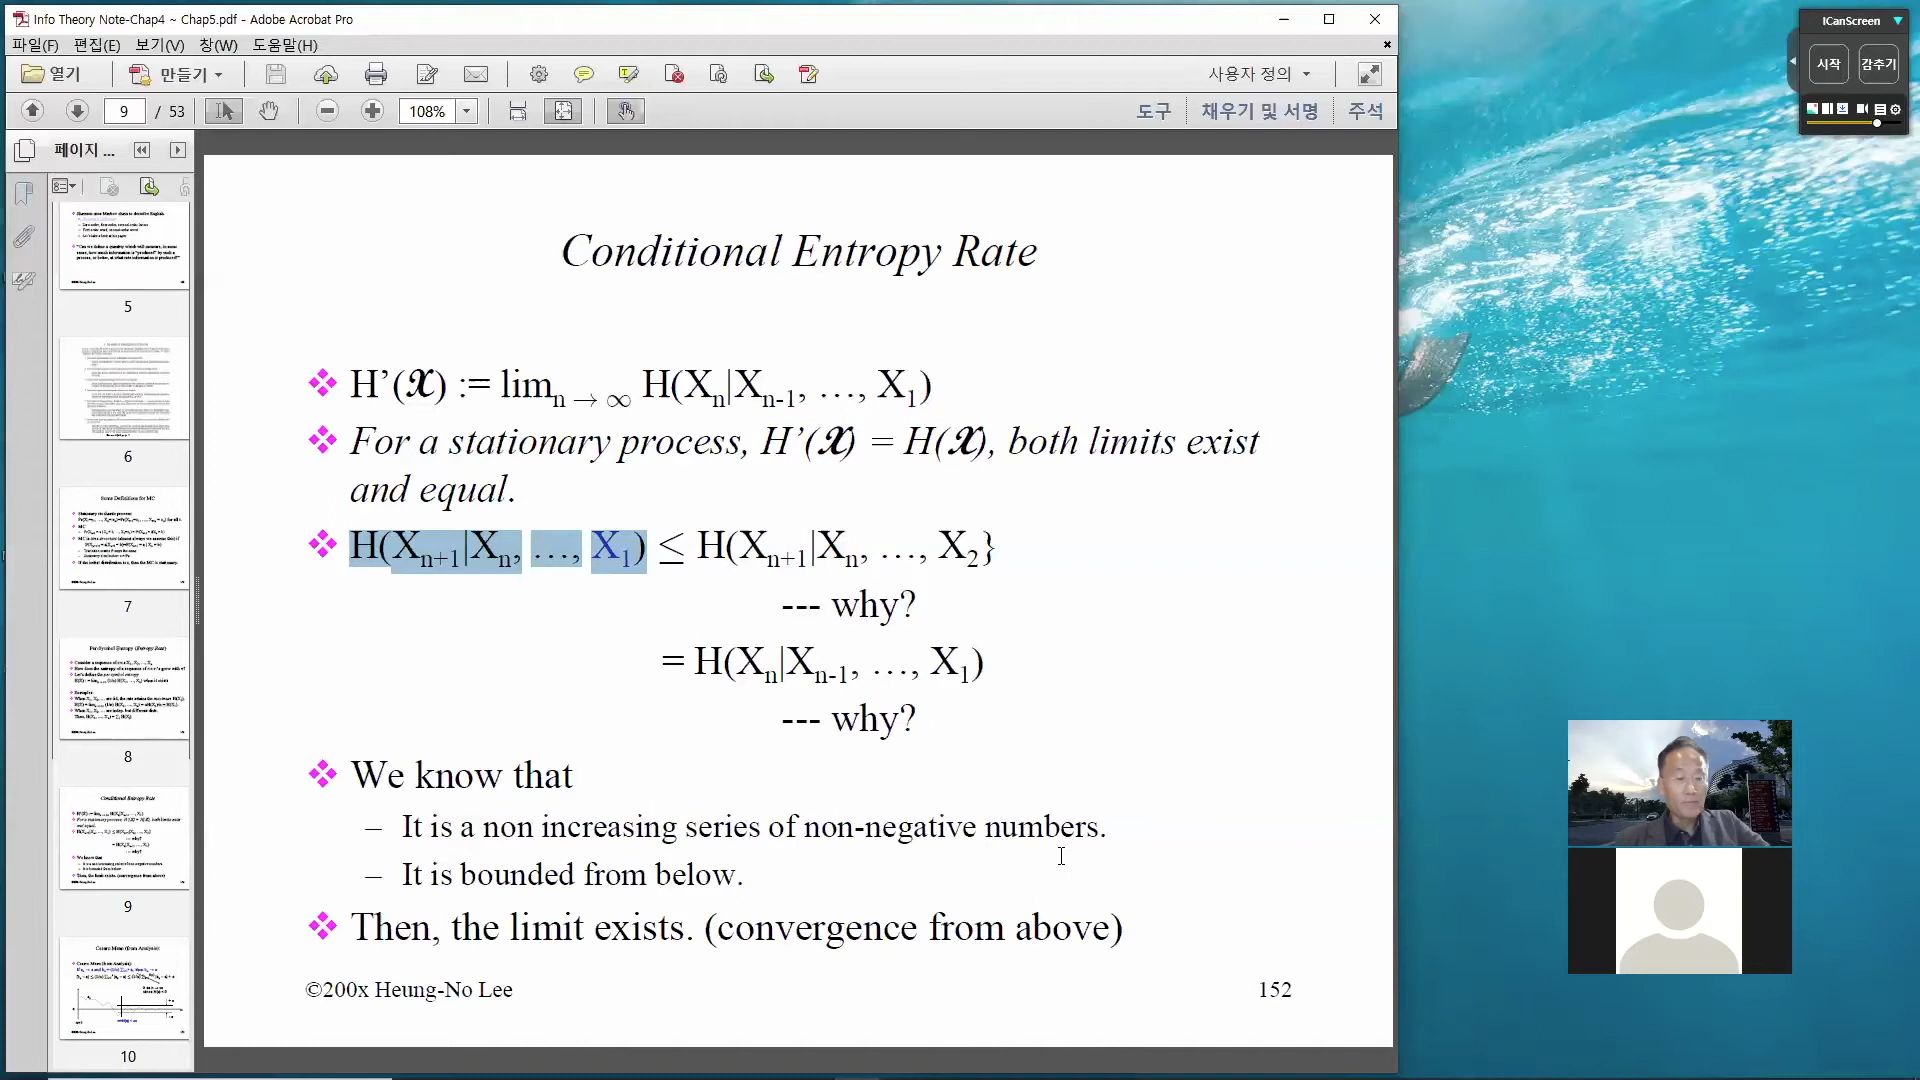 Info Theory Note-Chap4 ~ Chap5.pdf - Adobe Acrobat Pro
파일(F) 편집(E) 보기(V) 창(W) 도움말(H)
열기 만들기 사용자 정의
9 / 53 108% 도구 채우기 및 서명 주석
페이지 ...
5
6
7
8
9
10
Conditional Entropy Rate
❖ H’(𝓧) := lim_{n→∞} H(X_n|X_{n-1}, …, X_1)
❖ For a stationary process, H’(𝓧) = H(𝓧), both limits exist
and equal.
❖ H(X_{n+1}|X_n, …, X_1) ≤ H(X_{n+1}|X_n, …, X_2}
--- why?
= H(X_n|X_{n-1}, …, X_1)
--- why?
❖ We know that
– It is a non increasing series of non-negative numbers.
– It is bounded from below.
❖ Then, the limit exists. (convergence from above)
©200x Heung-No Lee 152
ICanScreen
시작 감추기